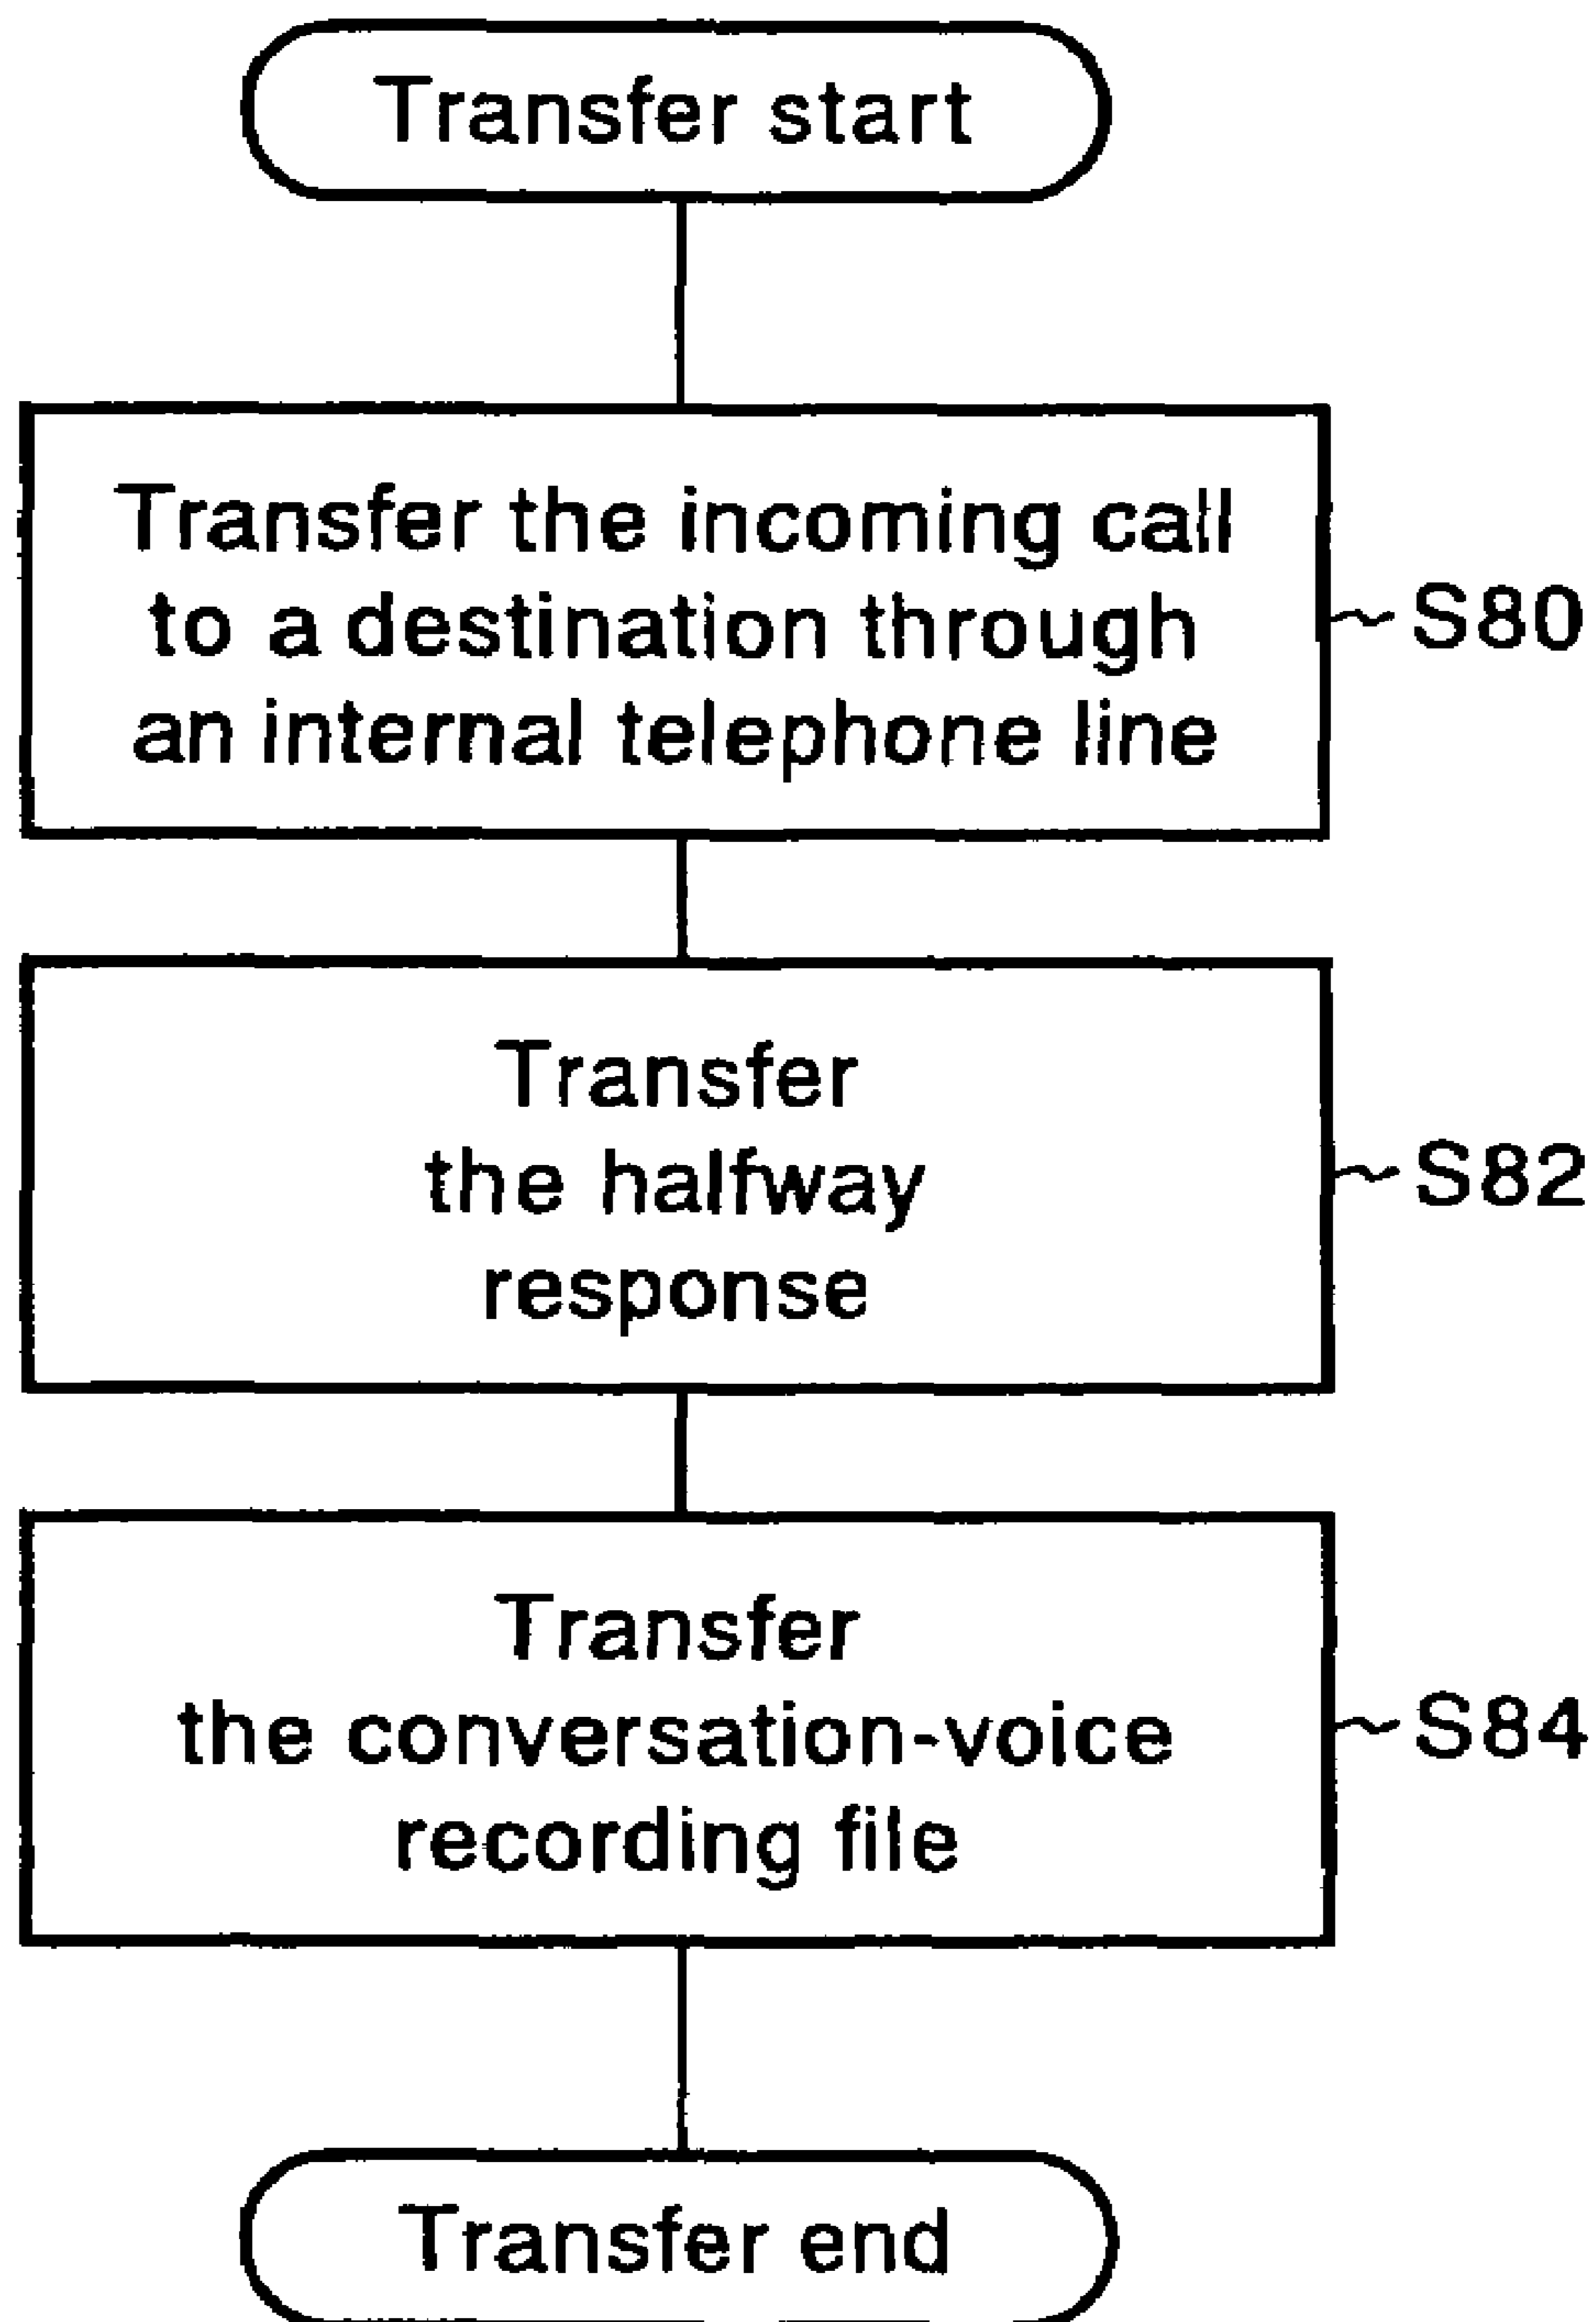 Transfer start
Transfer the incoming call
to a destination through
an internal telephone line
S80
Transfer
the halfway
response
S82
Transfer
the conversation-voice
recording file
S84
Transfer end